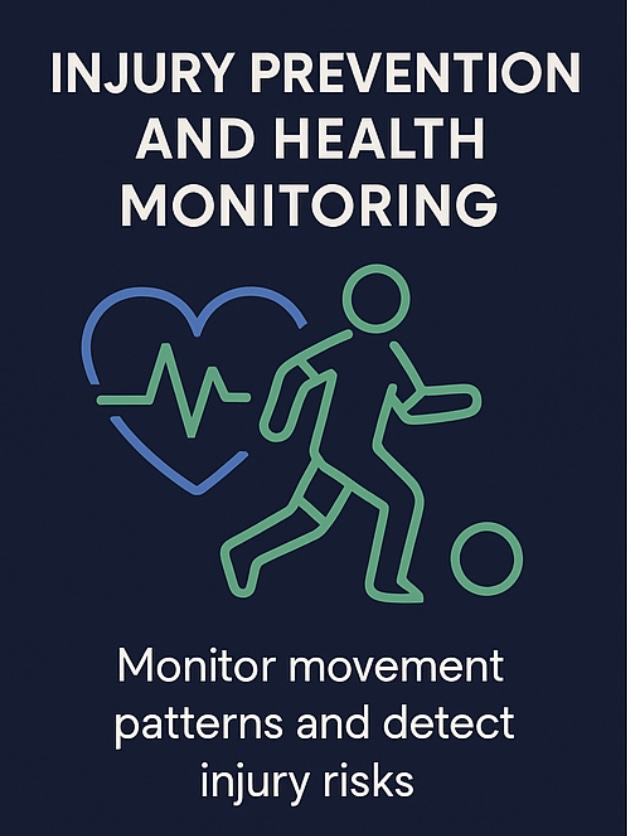 INJURY PREVENTION
AND HEALTH
MONITORING
Monitor movement
patterns and detect
injury risks